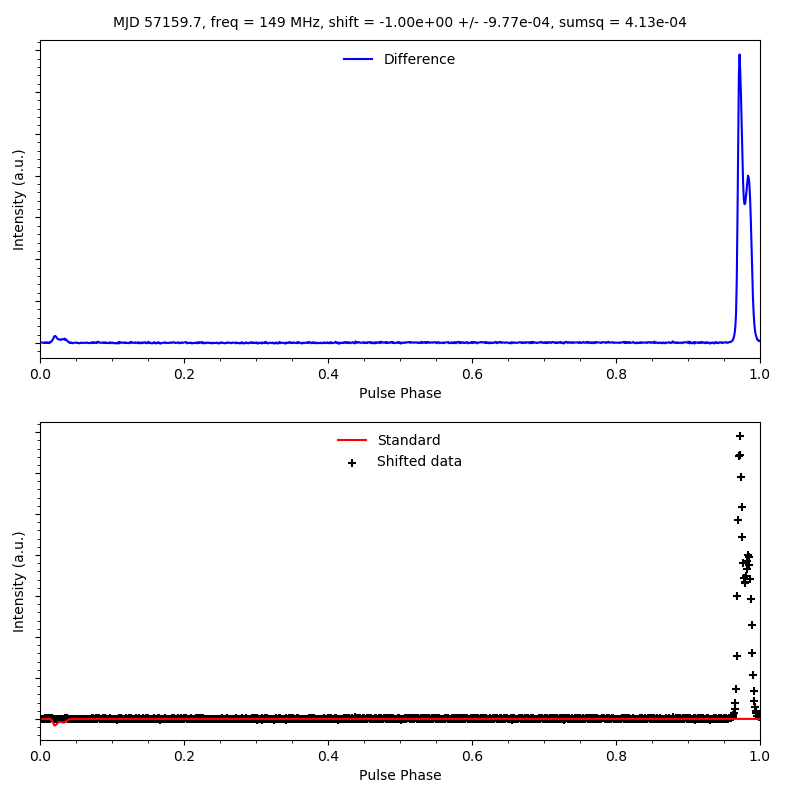 MJD 57159.7, freq = 149 MHz, shift = -1.00e+00 +/- -9.77e-04, sumsq = 4.13e-04
Difference
Intensity (a.u.)
0.0 0.2 0.4 0.6 0.8 1.0
Pulse Phase
Standard
Shifted data
Intensity (a.u.)
0.0 0.2 0.4 0.6 0.8 1.0
Pulse Phase